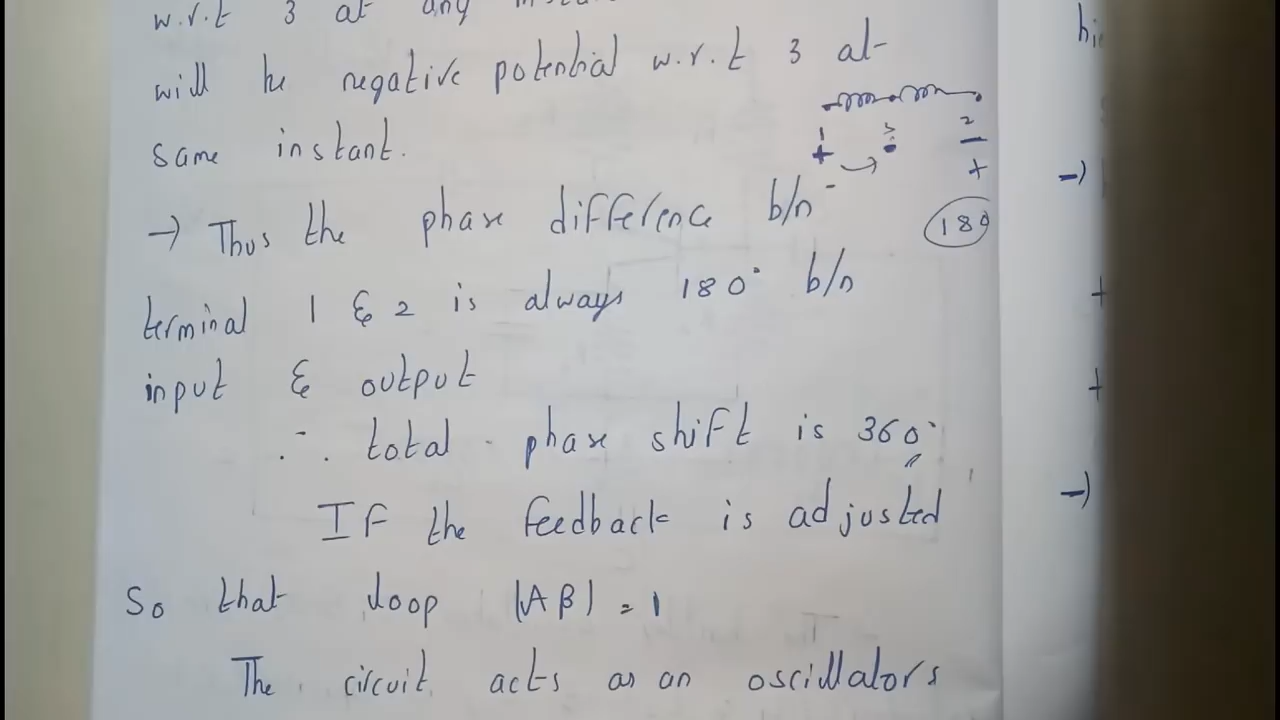 w.r.t 3 at any
will be negative potential w.r.t 3 at
same instant.
1 3 2
+ - +
180
→ Thus the phase difference b/n
terminal 1 & 2 is always 180° b/n
input & output
∴ total phase shift is 360°
If the feedback is adjusted
So that loop |Aβ| = 1
The circuit acts as an oscillators